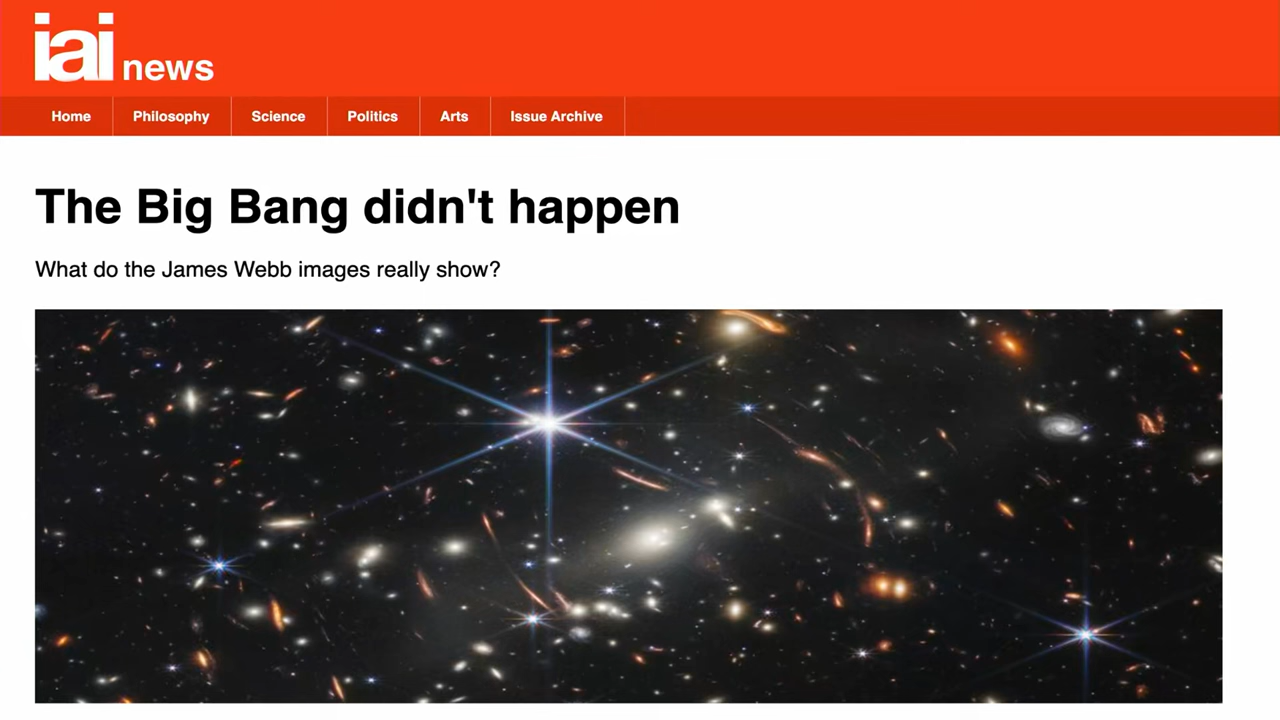 iai news
Home Philosophy Science Politics Arts Issue Archive
The Big Bang didn't happen
What do the James Webb images really show?